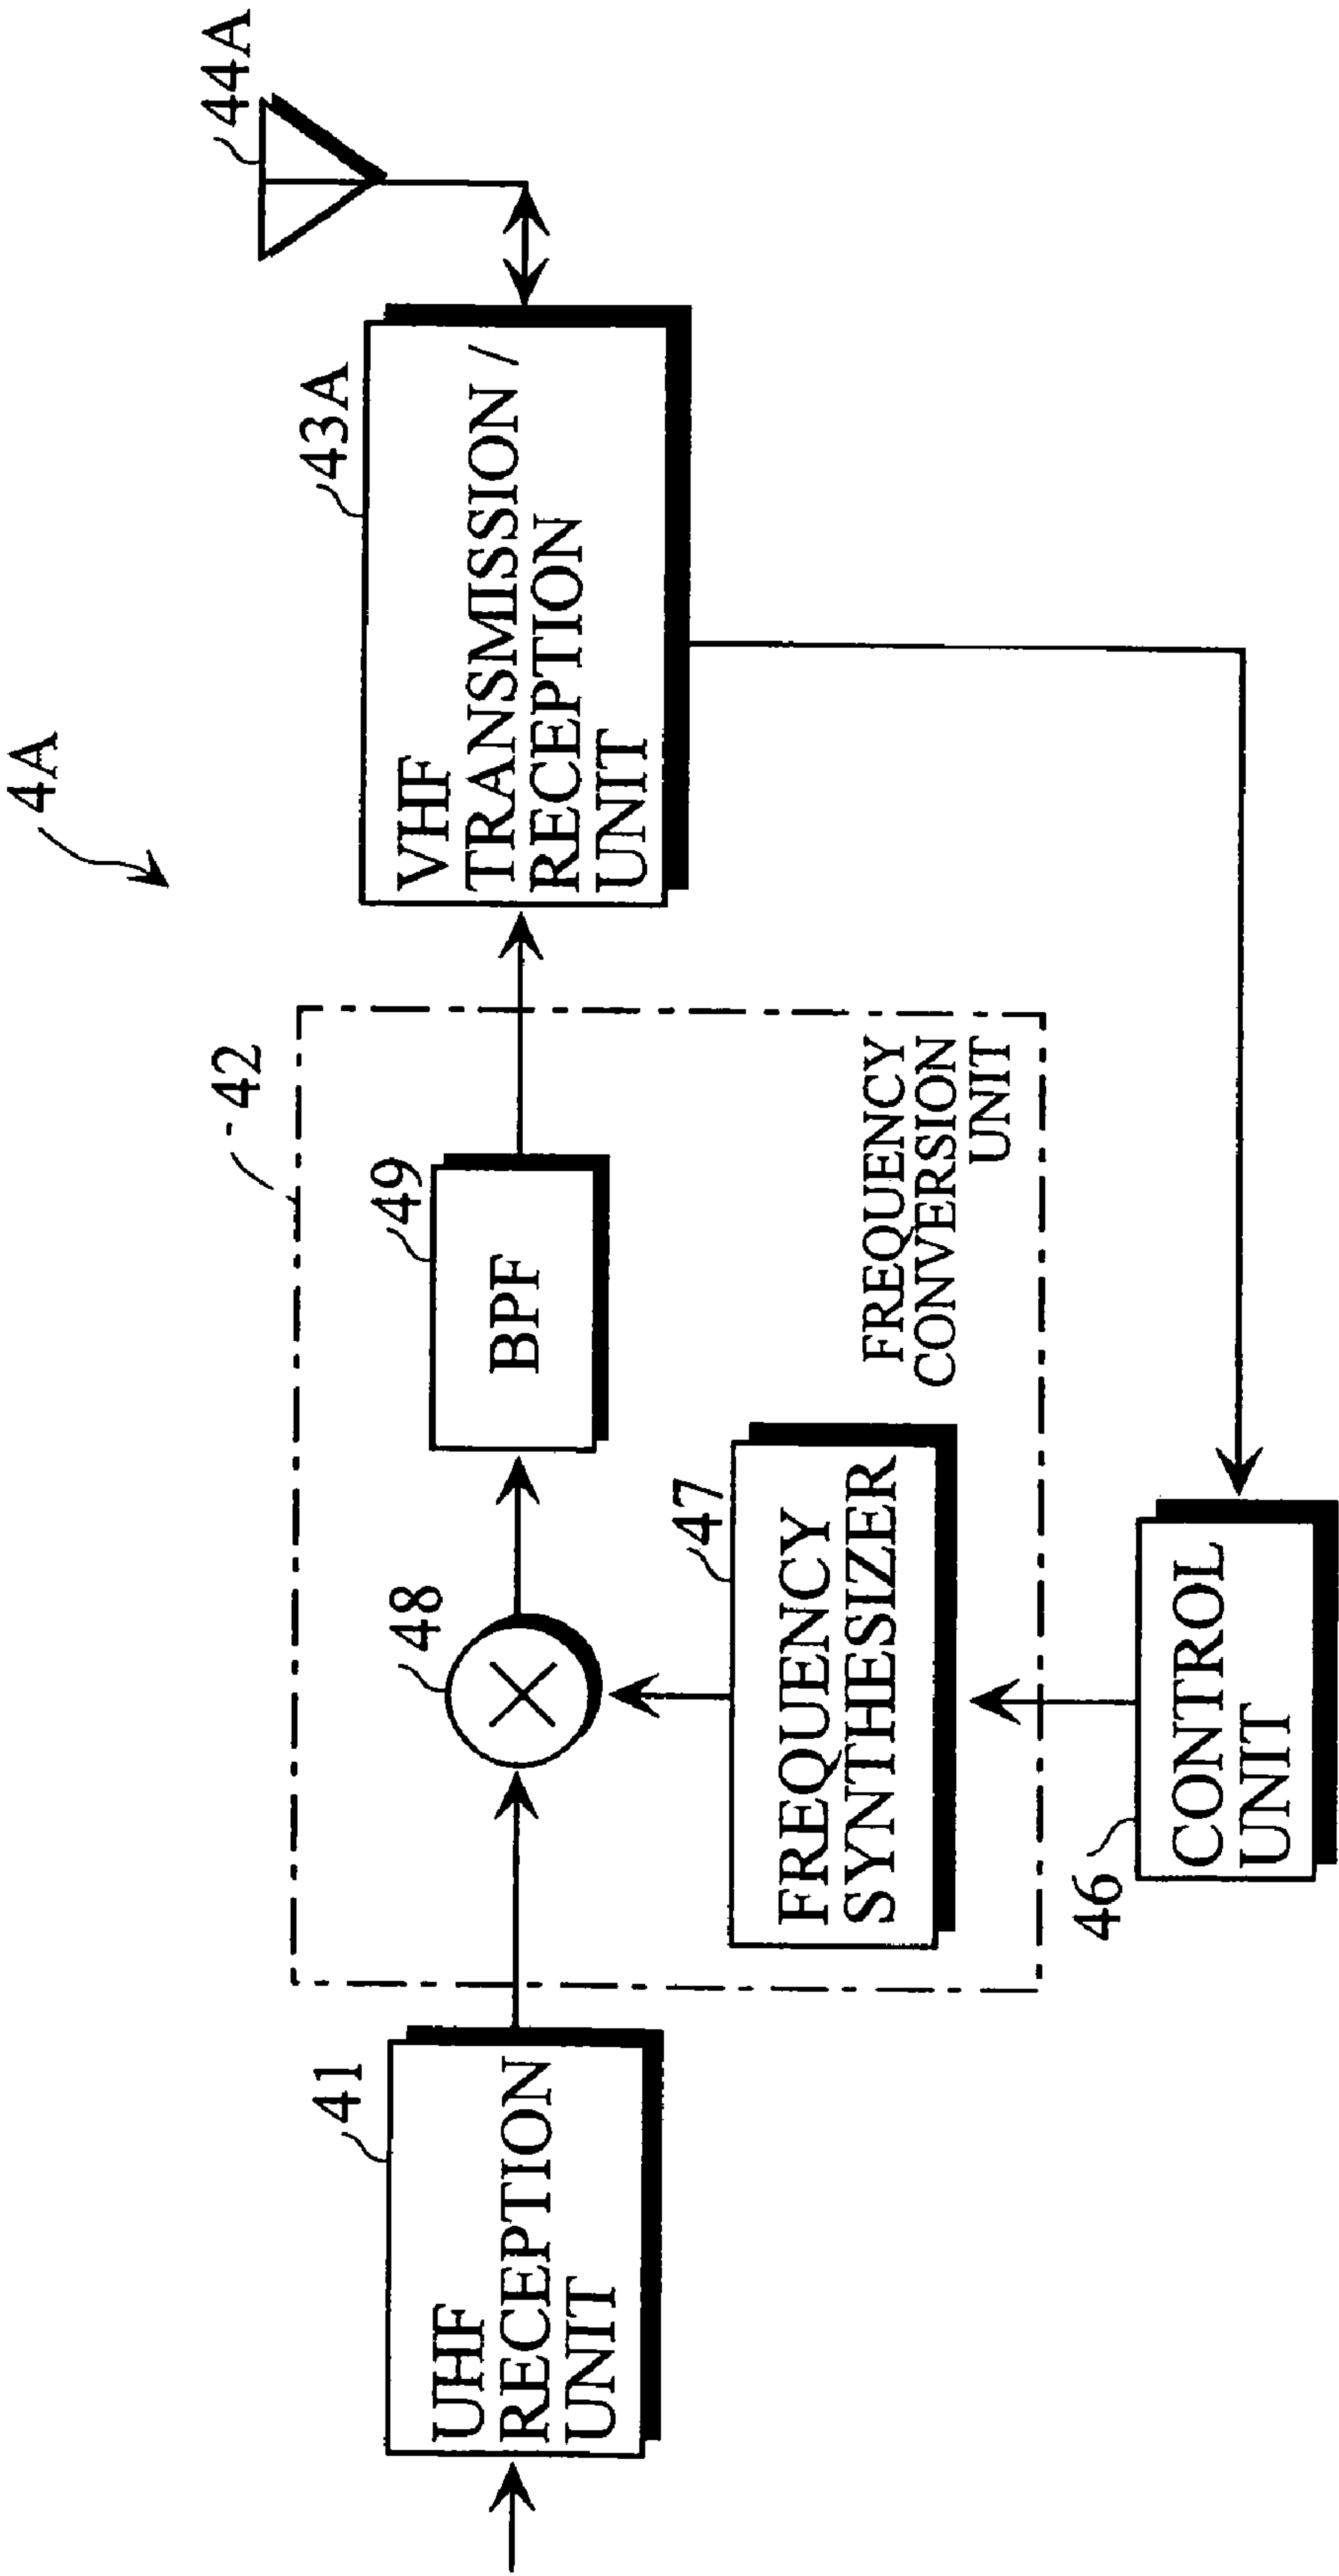 4A
41
UHF
RECEPTION
UNIT
42
48
49
BPF
47
FREQUENCY
SYNTHESIZER
FREQUENCY
CONVERSION
UNIT
43A
VHF
TRANSMISSION /
RECEPTION
UNIT
44A
46
CONTROL
UNIT